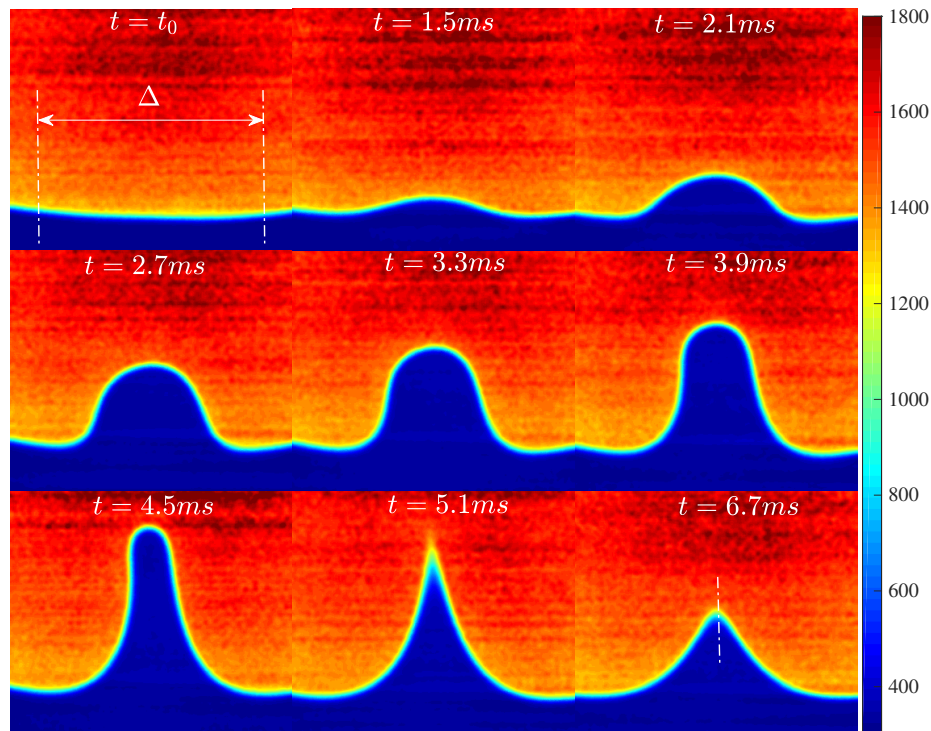 t = t₀
t = 1.5ms
t = 2.1ms
Δ
t = 2.7ms
t = 3.3ms
t = 3.9ms
t = 4.5ms
t = 5.1ms
t = 6.7ms
1800
1600
1400
1200
1000
800
600
400